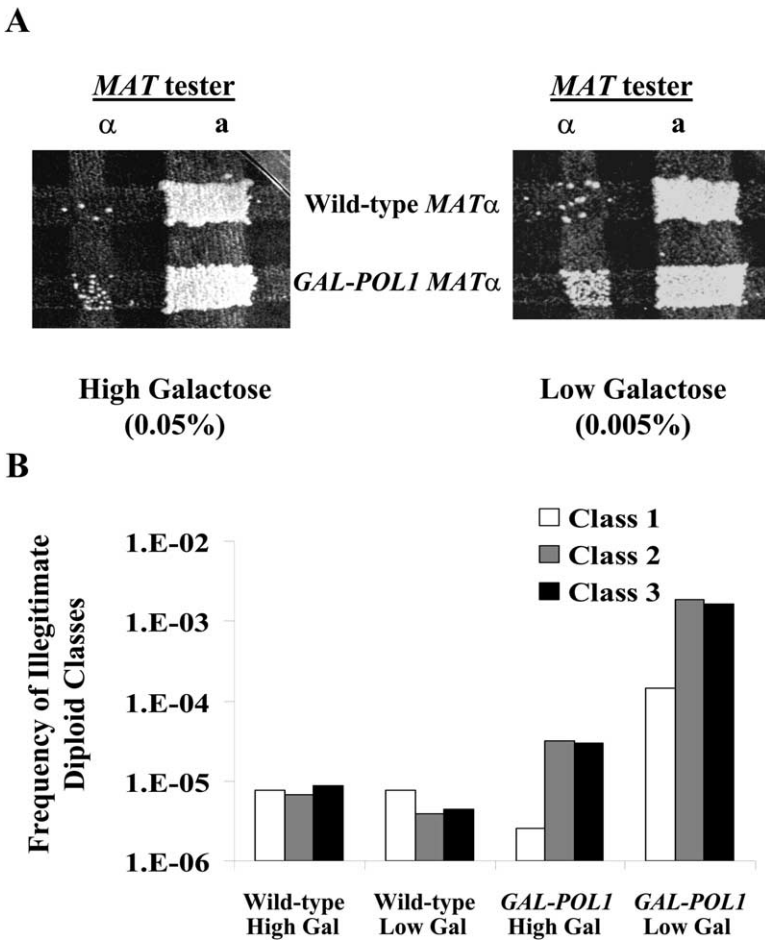 A
MAT tester
α a
MAT tester
α a
Wild-type MATα
GAL-POL1 MATα
High Galactose
(0.05%)
Low Galactose
(0.005%)
B
Frequency of Illegitimate
Diploid Classes
Class 1
Class 2
Class 3
1.E-02
1.E-03
1.E-04
1.E-05
1.E-06
Wild-type
High Gal
Wild-type
Low Gal
GAL-POL1
High Gal
GAL-POL1
Low Gal